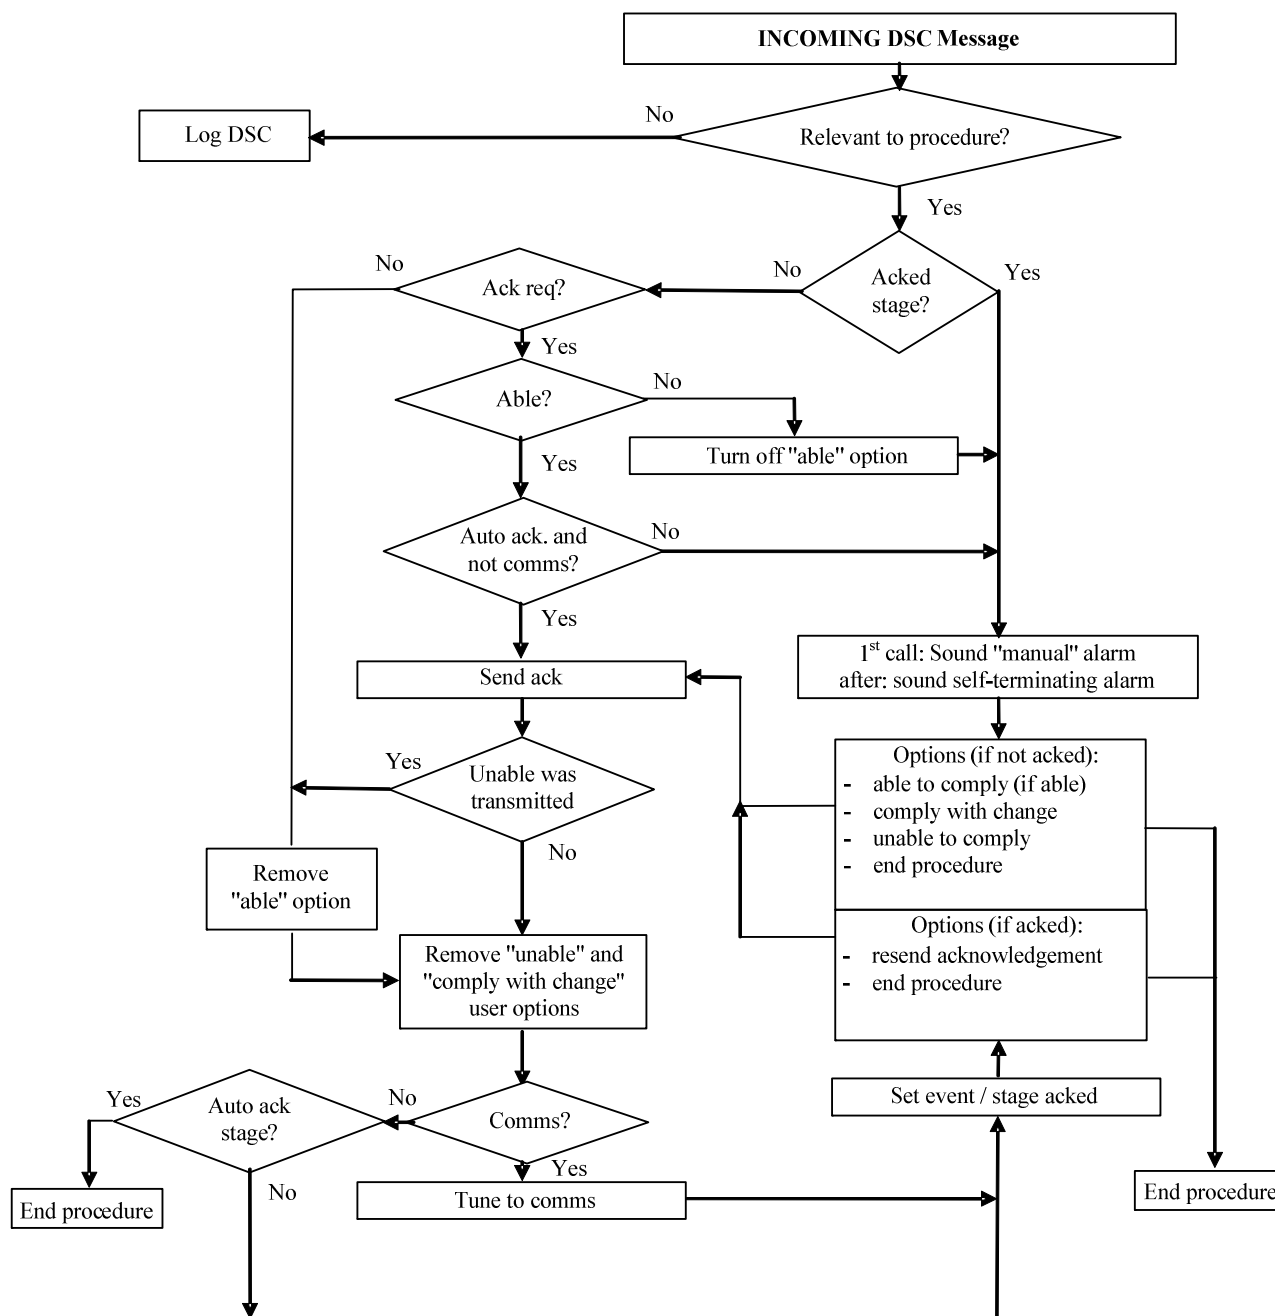 INCOMING DSC Message
No
Log DSC
Relevant to procedure?
Yes
No
No
Yes
Ack req?
Acked
stage?
Yes
No
Able?
Turn off "able" option
Yes
Auto ack. and
not comms?
No
Yes
1st call: Sound "manual" alarm
after: sound self-terminating alarm
Send ack
Yes
Unable was
transmitted
Options (if not acked):
- able to comply (if able)
- comply with change
- unable to comply
- end procedure
No
Remove
"able" option
Options (if acked):
- resend acknowledgement
- end procedure
Remove "unable" and
"comply with change"
user options
Yes
Auto ack
stage?
No
Comms?
Set event / stage acked
Yes
No
End procedure
Tune to comms
End procedure